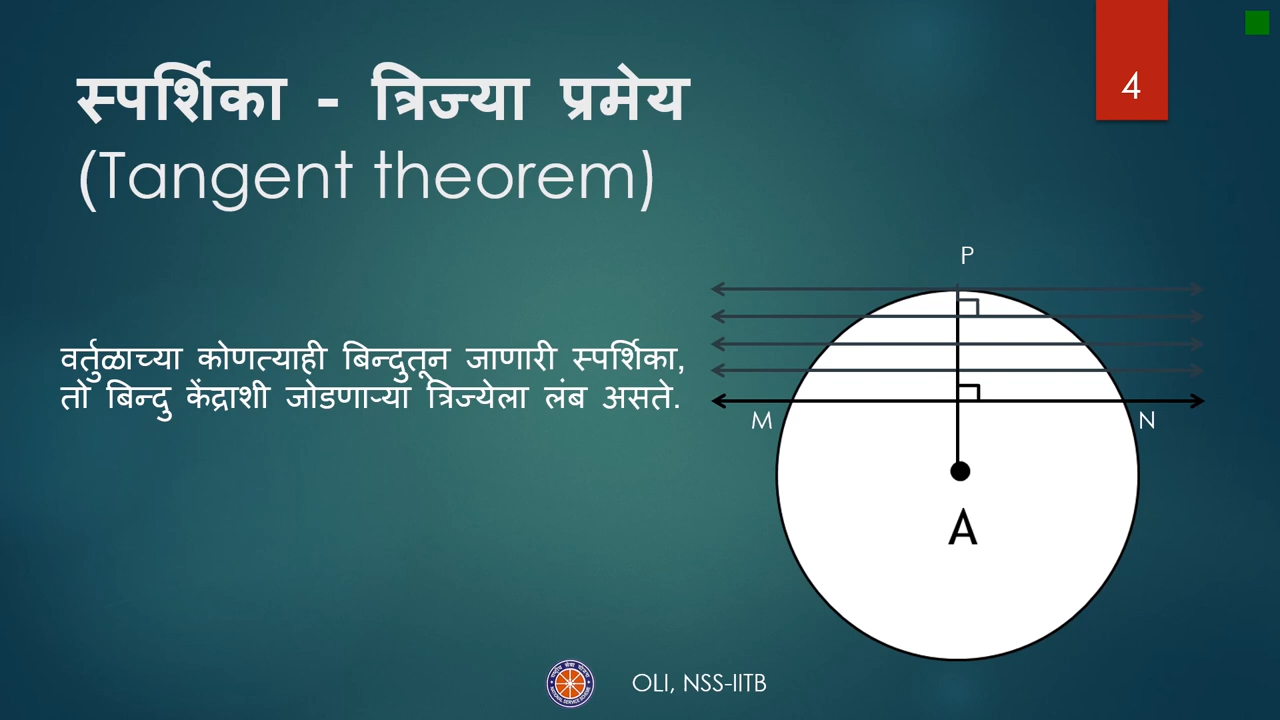 स्पर्शिका - त्रिज्या प्रमेय
(Tangent theorem)
4
P
वर्तुळाच्या कोणत्याही बिन्दुतून जाणारी स्पर्शिका,
तो बिन्दु केंद्राशी जोडणाऱ्या त्रिज्येला लंब असते.
M
N
A
OLI, NSS-IITB